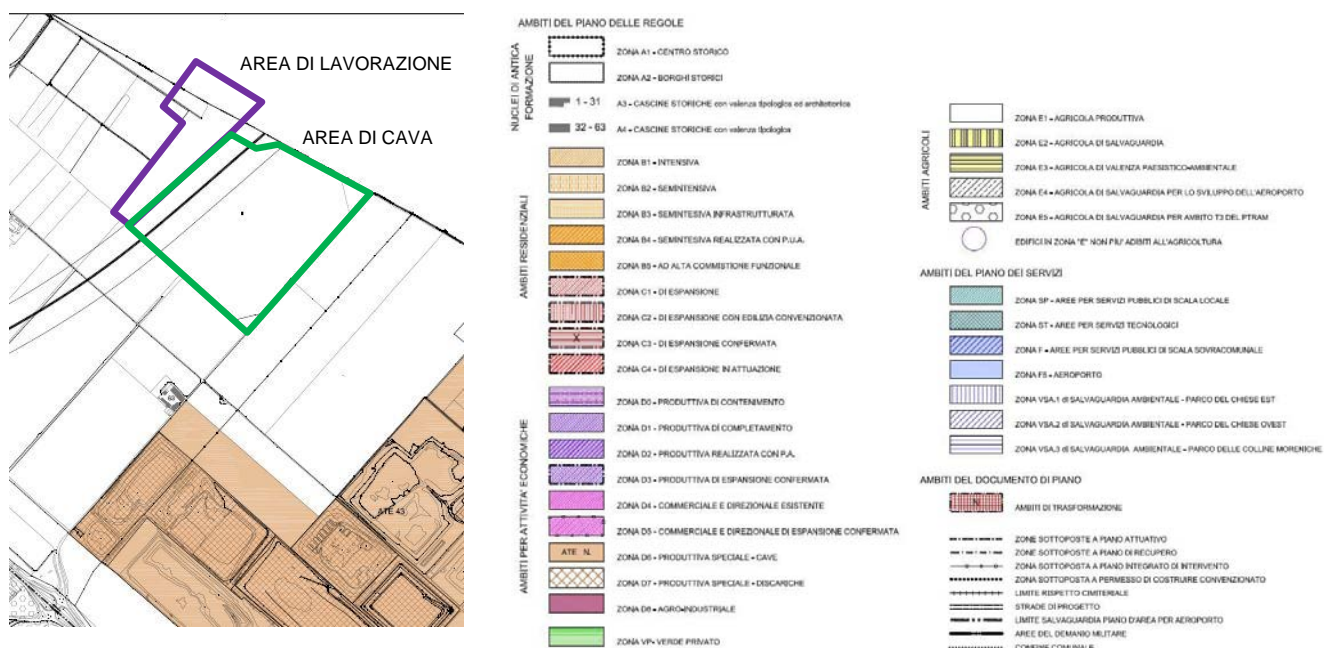 AREA DI LAVORAZIONE
AREA DI CAVA
ATE 43
AMBITI DEL PIANO DELLE REGOLE
NUCLEI DI ANTICA FORMAZIONE
ZONA A1 - CENTRO STORICO
ZONA A2 - BORGHI STORICI
1 - 31 A3 - CASCINE STORICHE con valenza tipologica ed architettonica
32 - 63 A4 - CASCINE STORICHE con valenza tipologica
AMBITI RESIDENZIALI
ZONA B1 - INTENSIVA
ZONA B2 - SEMINTENSIVA
ZONA B3 - SEMINTESIVA INFRASTRUTTURATA
ZONA B4 - SEMINTESIVA REALIZZATA CON P.U.A.
ZONA B5 - AD ALTA COMMISTIONE FUNZIONALE
ZONA C1 - DI ESPANSIONE
ZONA C2 - DI ESPANSIONE CON EDILIZIA CONVENZIONATA
X ZONA C3 - DI ESPANSIONE CONFERMATA
ZONA C4 - DI ESPANSIONE IN ATTUAZIONE
AMBITI PER ATTIVITA' ECONOMICHE
ZONA D0 - PRODUTTIVA DI CONTENIMENTO
ZONA D1 - PRODUTTIVA DI COMPLETAMENTO
ZONA D2 - PRODUTTIVA REALIZZATA CON P.A.
ZONA D3 - PRODUTTIVA DI ESPANSIONE CONFERMATA
ZONA D4 - COMMERCIALE E DIREZIONALE ESISTENTE
ZONA D5 - COMMERCIALE E DIREZIONALE DI ESPANSIONE CONFERMATA
ATE N. ZONA D6 - PRODUTTIVA SPECIALE - CAVE
ZONA D7 - PRODUTTIVA SPECIALE - DISCARICHE
ZONA D8 - AGRO-INDUSTRIALE
ZONA VP - VERDE PRIVATO
AMBITI AGRICOLI
ZONA E1 - AGRICOLA PRODUTTIVA
ZONA E2 - AGRICOLA DI SALVAGUARDIA
ZONA E3 - AGRICOLA DI VALENZA PAESISTICO-AMBIENTALE
ZONA E4 - AGRICOLA DI SALVAGUARDIA PER LO SVILUPPO DELL'AEROPORTO
ZONA E5 - AGRICOLA DI SALVAGUARDIA PER AMBITO T3 DEL PTRAM
EDIFICI IN ZONA "E" NON PIU' ADIBITI ALL'AGRICOLTURA
AMBITI DEL PIANO DEI SERVIZI
ZONA SP - AREE PER SERVIZI PUBBLICI DI SCALA LOCALE
ZONA ST - AREE PER SERVIZI TECNOLOGICI
ZONA F - AREE PER SERVIZI PUBBLICI DI SCALA SOVRACOMUNALE
ZONA FS - AEROPORTO
ZONA VSA.1 di SALVAGUARDIA AMBIENTALE - PARCO DEL CHIESE EST
ZONA VSA.2 di SALVAGUARDIA AMBIENTALE - PARCO DEL CHIESE OVEST
ZONA VSA.3 di SALVAGUARDIA AMBIENTALE - PARCO DELLE COLLINE MORENICHE
AMBITI DEL DOCUMENTO DI PIANO
N AMBITI DI TRASFORMAZIONE
ZONE SOTTOPOSTE A PIANO ATTUATIVO
ZONE SOTTOPOSTE A PIANO DI RECUPERO
ZONA SOTTOPOSTA A PIANO INTEGRATO DI INTERVENTO
ZONA SOTTOPOSTA A PERMESSO DI COSTRUIRE CONVENZIONATO
LIMITE RISPETTO CIMITERIALE
STRADE DI PROGETTO
LIMITE SALVAGUARDIA PIANO D'AREA PER AEROPORTO
AREE DEL DEMANIO MILITARE
CONFINE COMUNALE